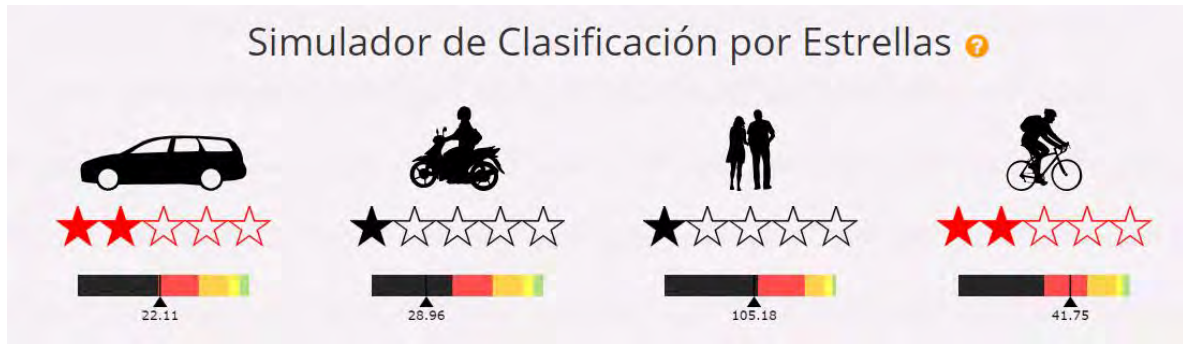 Simulador de Clasificación por Estrellas ?
22.11
28.96
105.18
41.75